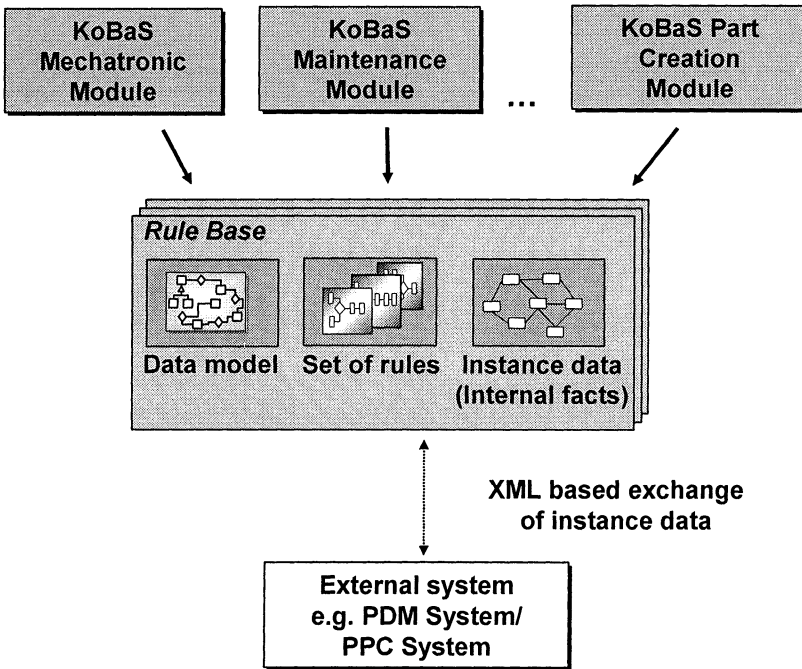 KoBaS
Mechatronic
Module
KoBaS
Maintenance
Module
...
KoBaS Part
Creation
Module
Rule Base
Data model
Set of rules
Instance data
(Internal facts)
XML based exchange
of instance data
External system
e.g. PDM System/
PPC System